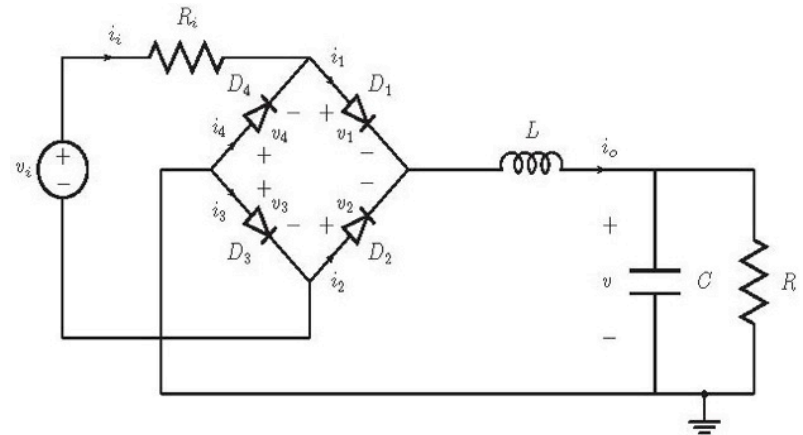 i_i R_i
i_1
D_4 − + D_1
i_4 v_4 v_1
+ −
L i_o
v_i + −
+ −
i_3 v_3 v_2
− +
D_3 D_2
i_2
+
v C R
−